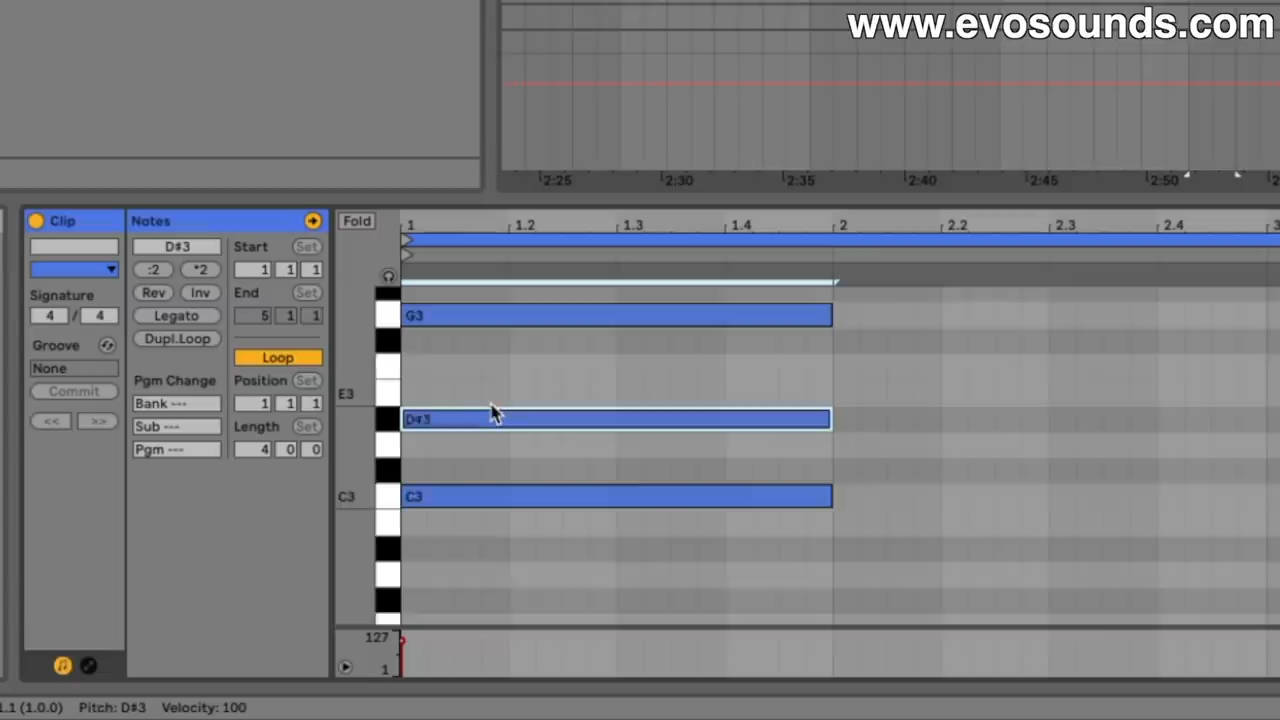 www.evosounds.com
2:25 2:30 2:35 2:40 2:45 2:50
Clip Notes Fold 1 1.2 1.3 1.4 2 2.2 2.4
D#3 Start Set
:2 *2 1 1 1
Signature Rev Inv End Set
4 / 4 Legato 5 1 1 G3
Groove Dupl.Loop
None Loop
Commit Pgm Change Position Set E3
<< >> Bank --- 1 1 1 D#3
Sub --- Length Set
Pgm --- 4 0 0
C3 C3
127
1
1.1 (1.0.0) Pitch: D#3 Velocity: 100